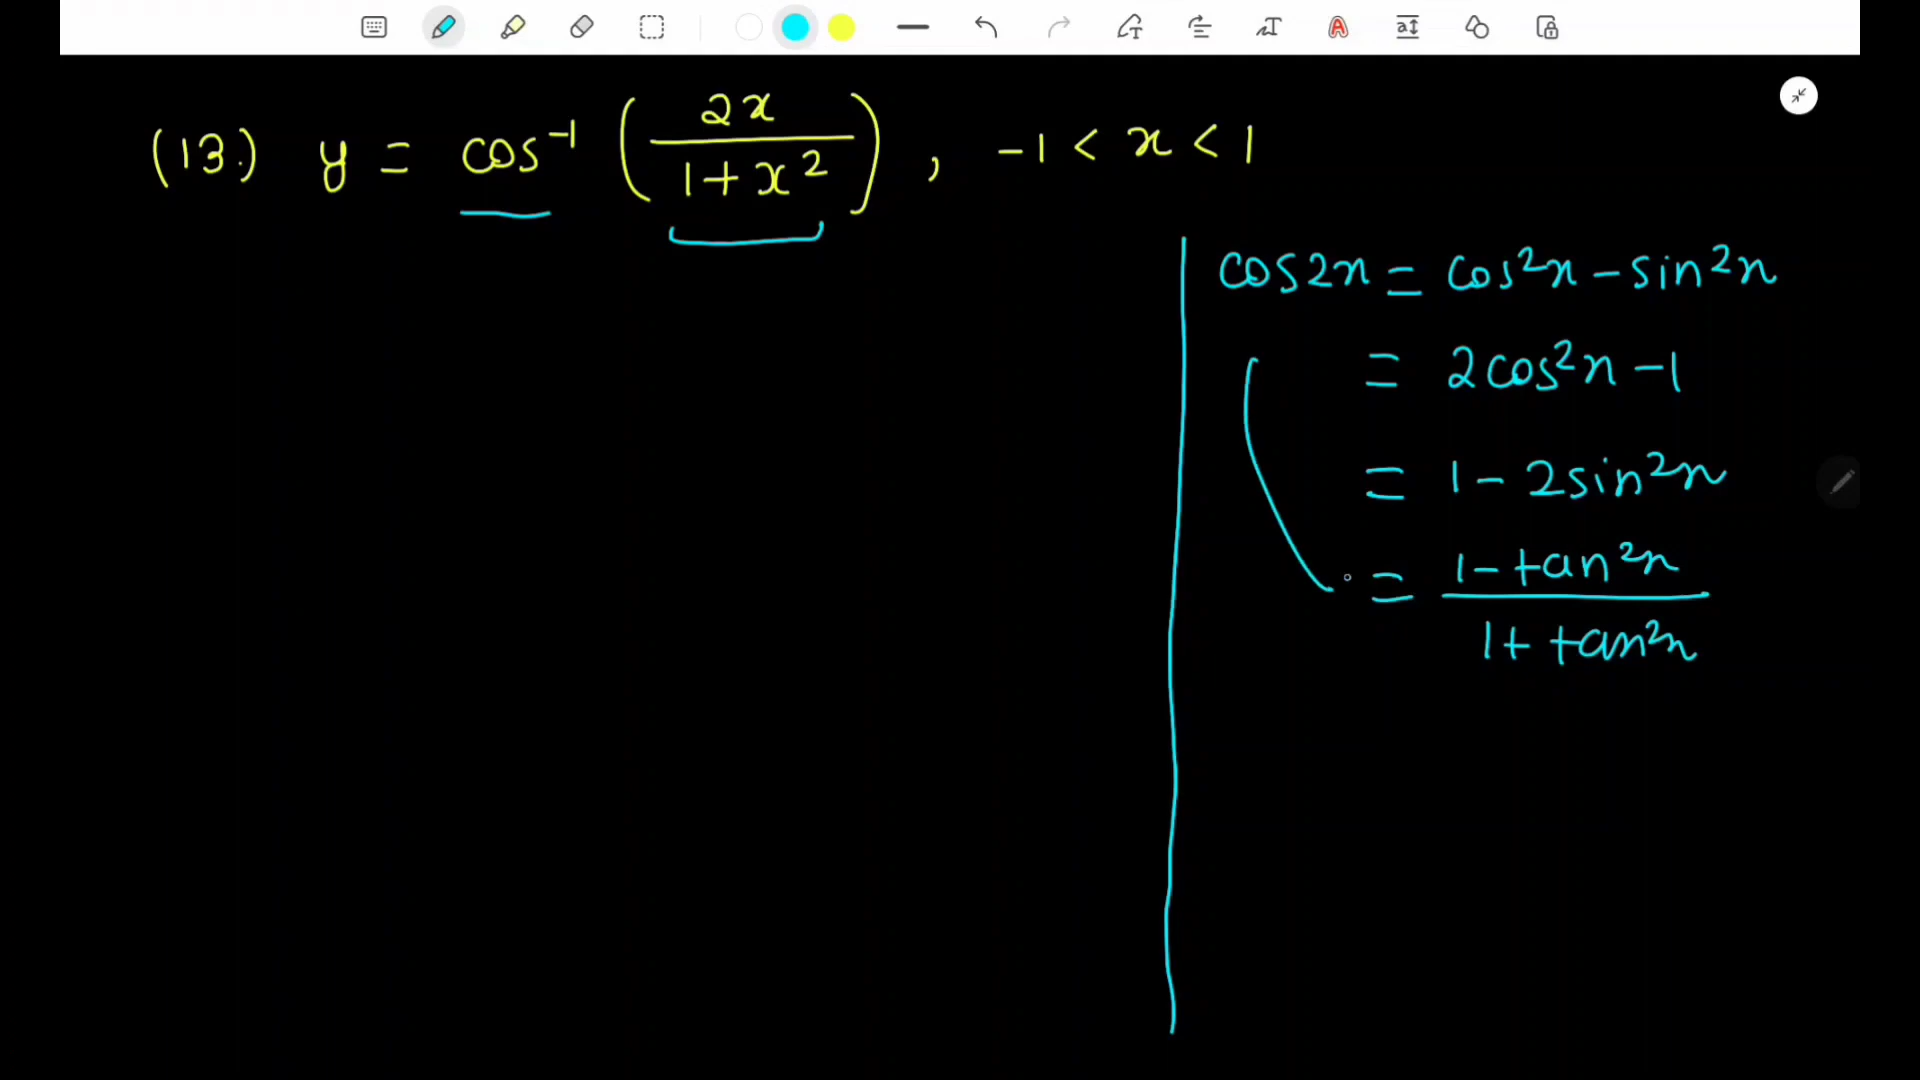 (13.) y = cos⁻¹ (2x / 1+x²) , -1 < x < 1
cos2x = cos²x - sin²x
= 2cos²x - 1
= 1 - 2sin²x
= 1 - tan²x / 1 + tan²x